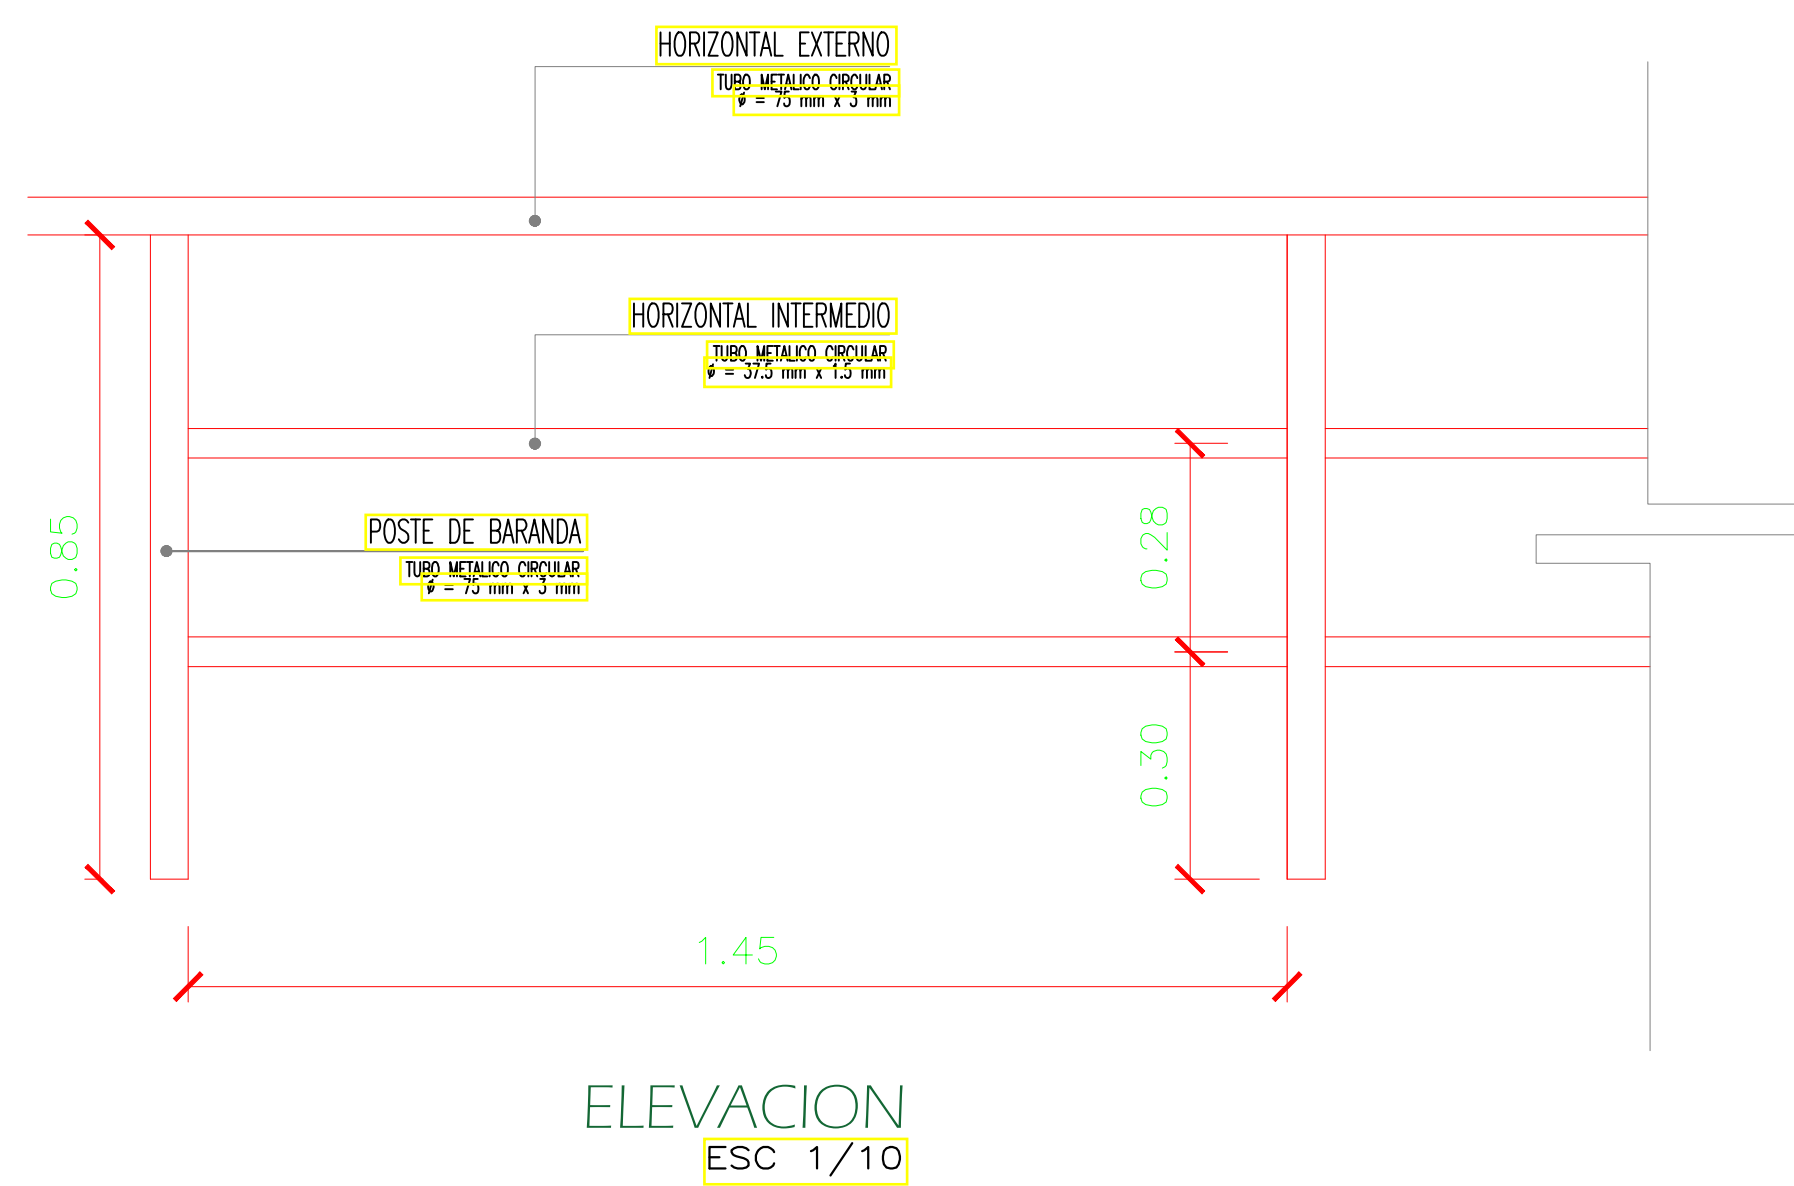 HORIZONTAL EXTERNO
TUBO METALICO CIRCULAR
ϕ = 75 mm x 3 mm
HORIZONTAL INTERMEDIO
TUBO METALICO CIRCULAR
ϕ = 37.5 mm x 1.5 mm
POSTE DE BARANDA
TUBO METALICO CIRCULAR
ϕ = 75 mm x 3 mm
0.85
0.28
0.30
1.45
ELEVACION
ESC 1/10